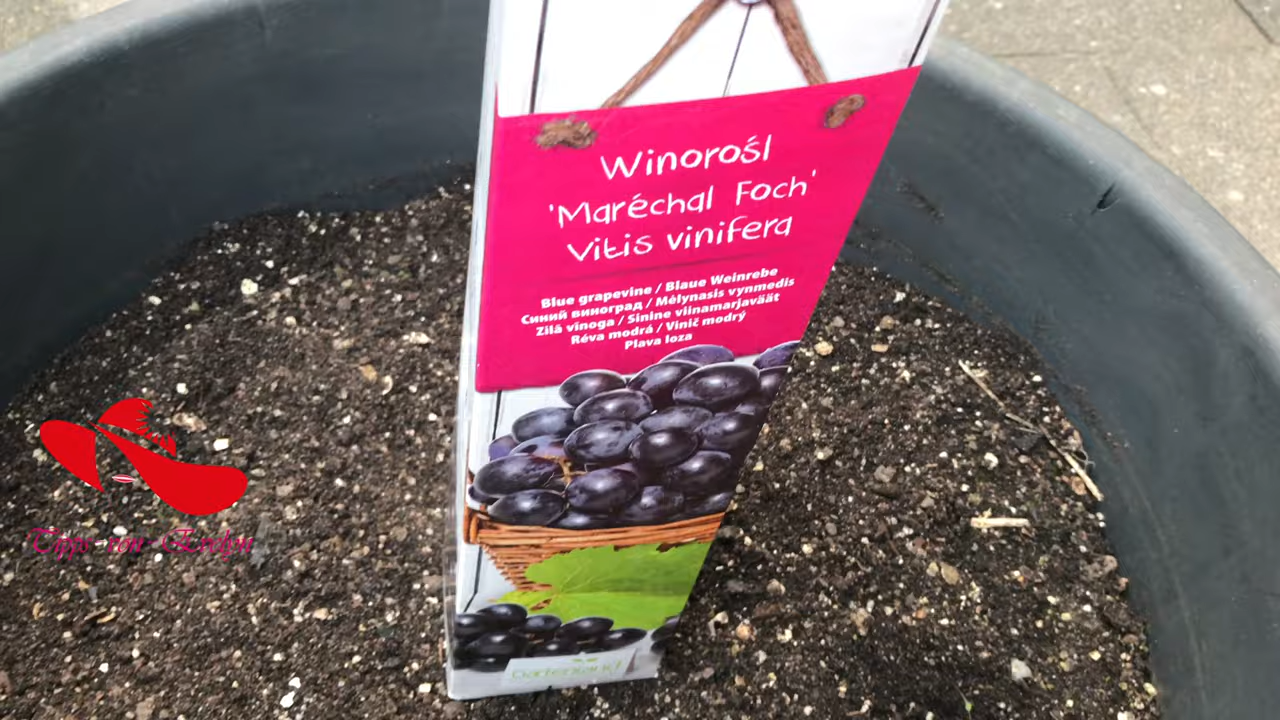 Winorośl
'Maréchal Foch'
Vitis vinifera
Blue grapevine / Blaue Weinrebe
Синий виноград / Mėlynasis vynmedis
Zilā vīnoga / Sinine viinamarjaväät
Réva modrá / Vinič modrý
Plava loza
Tipps-von-Evelyn